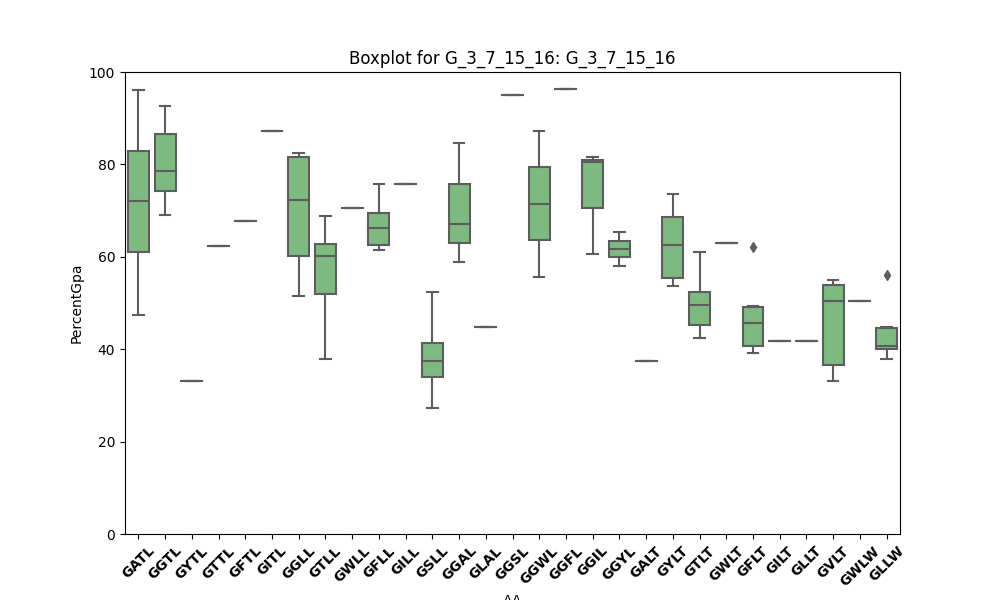 Boxplot for G_3_7_15_16: G_3_7_15_16
100
80
60
40
20
0
PercentGpa
GATL GGTL GYTL GTTL GFTL GITL GGLL GTLL GWLL GFLL GILL GSLL GGAL GLAL GGSL GGWL GGFL GGIL GGYL GALT GYLT GTLT GWLT GFLT GILT GLLT GVLT GWLW GLLW
AA